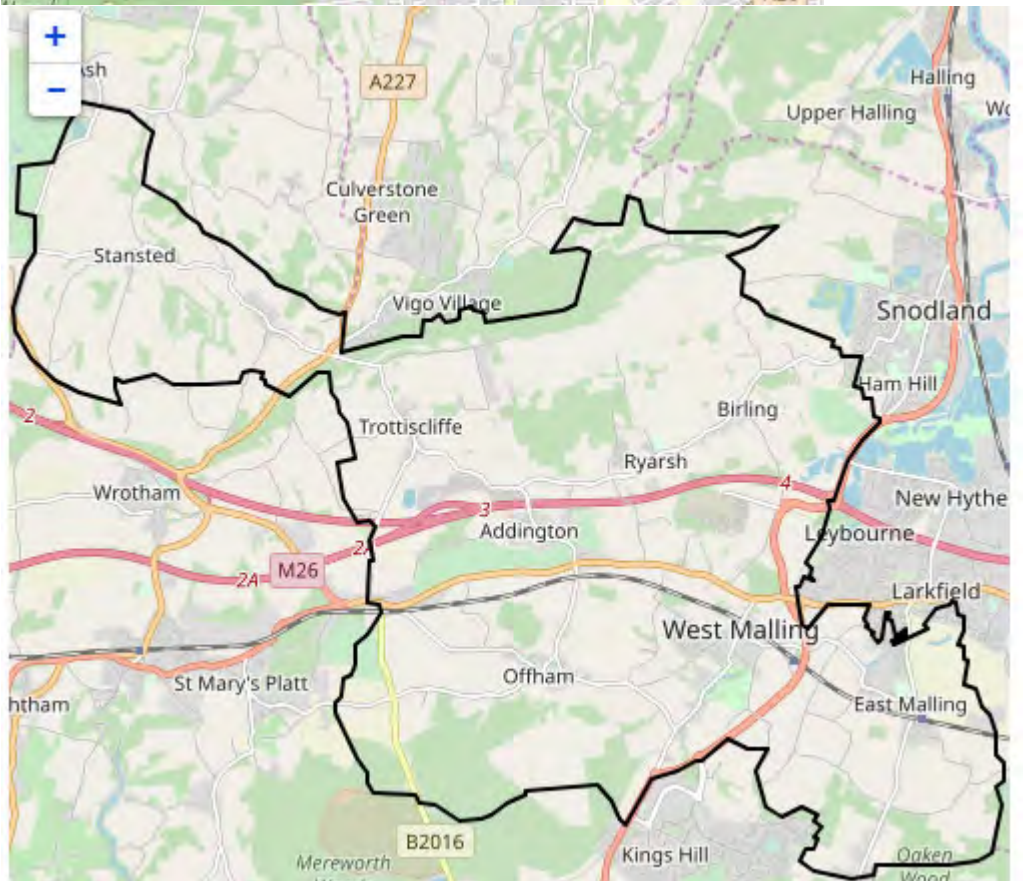 +
−
A227
Halling
Upper Halling
Culverstone
Green
Stansted
Vigo Village
Snodland
Ham Hill
Birling
Trottiscliffe
2
Ryarsh
4
Wrotham
New Hythe
3
Addington
Leybourne
M26
2A
Larkfield
West Malling
Offham
St Mary's Platt
East Malling
htham
B2016
Kings Hill
Mereworth
Oaken
Wood